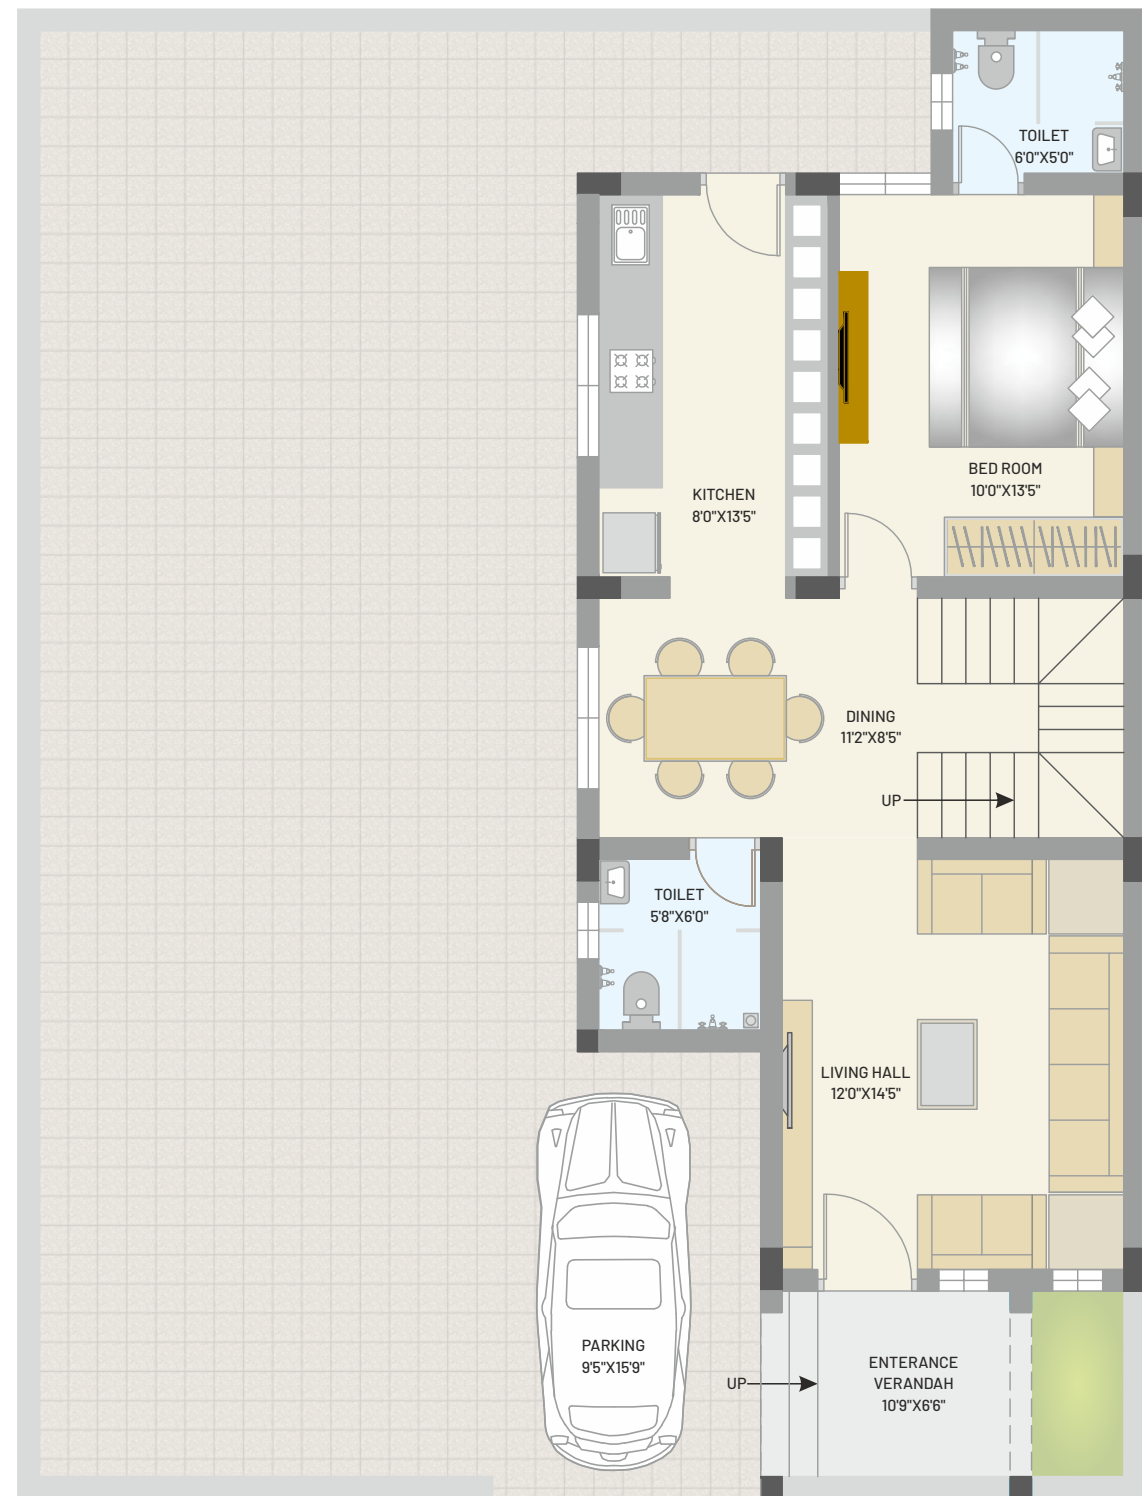 TOILET
6'0"X5'0"
BED ROOM
10'0"X13'5"
KITCHEN
8'0"X13'5"
DINING
11'2"X8'5"
UP
TOILET
5'8"X6'0"
LIVING HALL
12'0"X14'5"
PARKING
9'5"X15'9"
UP
ENTERANCE
VERANDAH
10'9"X6'6"